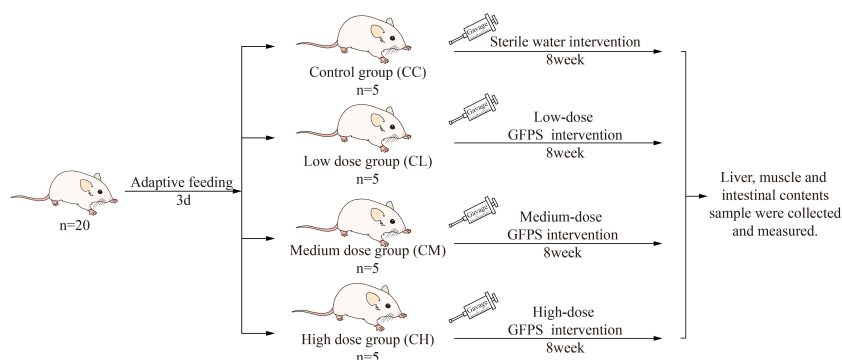 n=20
Adaptive feeding
3d
Control group (CC)
n=5
Gavage
Sterile water intervention
8week
Low dose group (CL)
n=5
Gavage
Low-dose
GFPS intervention
8week
Medium dose group (CM)
n=5
Gavage
Medium-dose
GFPS intervention
8week
High dose group (CH)
n=5
Gavage
High-dose
GFPS intervention
8week
Liver, muscle and
intestinal contents
sample were collected
and measured.